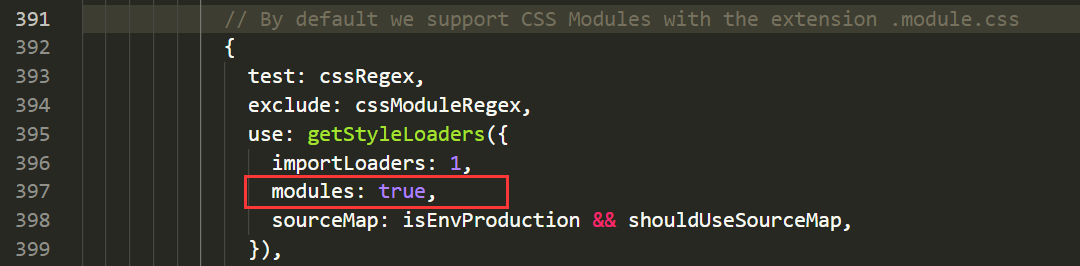 391 // By default we support CSS Modules with the extension .module.css
392 {
393 test: cssRegex,
394 exclude: cssModuleRegex,
395 use: getStyleLoaders({
396 importLoaders: 1,
397 modules: true,
398 sourceMap: isEnvProduction && shouldUseSourceMap,
399 }),